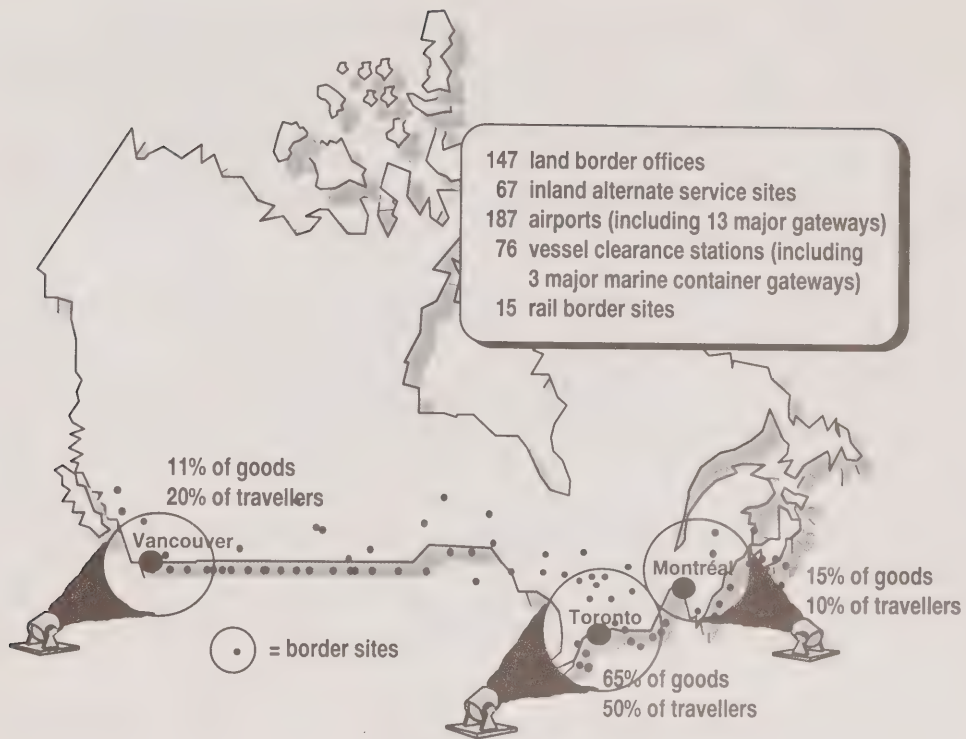 147 land border offices
67 inland alternate service sites
187 airports (including 13 major gateways)
76 vessel clearance stations (including
3 major marine container gateways)
15 rail border sites
11% of goods
20% of travellers
Vancouver
Montréal
15% of goods
10% of travellers
Toronto
= border sites
65% of goods
50% of travellers